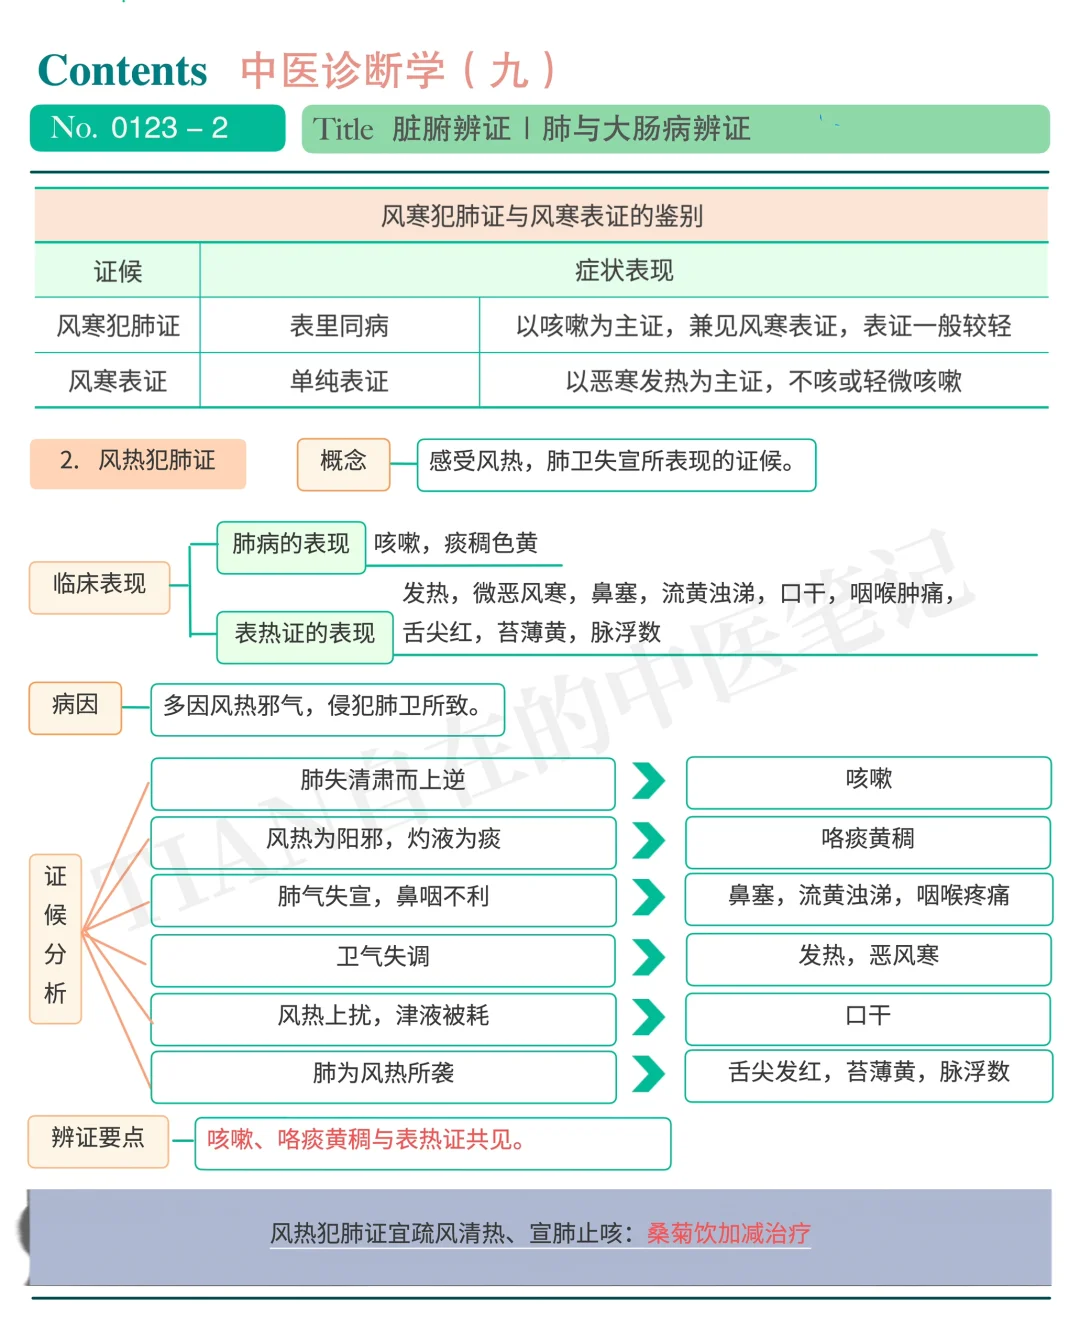 Contents 中医诊断学（九）
No. 0123－2
Title 脏腑辨证｜肺与大肠病辨证
风寒犯肺证与风寒表证的鉴别
证候 症状表现
风寒犯肺证 表里同病 以咳嗽为主证，兼见风寒表证，表证一般较轻
风寒表证 单纯表证 以恶寒发热为主证，不咳或轻微咳嗽
2. 风热犯肺证 概念 感受风热，肺卫失宣所表现的证候。
临床表现
肺病的表现 咳嗽，痰稠色黄
表热证的表现
发热，微恶风寒，鼻塞，流黄浊涕，口干，咽喉肿痛，
舌尖红，苔薄黄，脉浮数
病因 多因风热邪气，侵犯肺卫所致。
证候分析
肺失清肃而上逆 咳嗽
风热为阳邪，灼液为痰 咯痰黄稠
肺气失宣，鼻咽不利 鼻塞，流黄浊涕，咽喉疼痛
卫气失调 发热，恶风寒
风热上扰，津液被耗 口干
肺为风热所袭 舌尖发红，苔薄黄，脉浮数
辨证要点 咳嗽、咯痰黄稠与表热证共见。
风热犯肺证宜疏风清热、宣肺止咳：桑菊饮加减治疗
TIAN自在的中医笔记